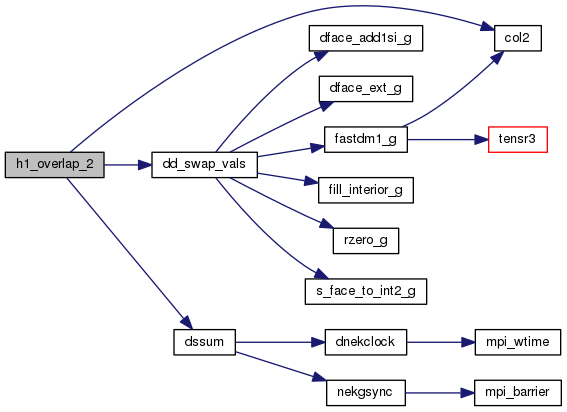 h1_overlap_2
dd_swap_vals
dssum
dface_add1si_g
dface_ext_g
fastdm1_g
fill_interior_g
rzero_g
s_face_to_int2_g
dnekclock
nekgsync
col2
tensr3
mpi_wtime
mpi_barrier